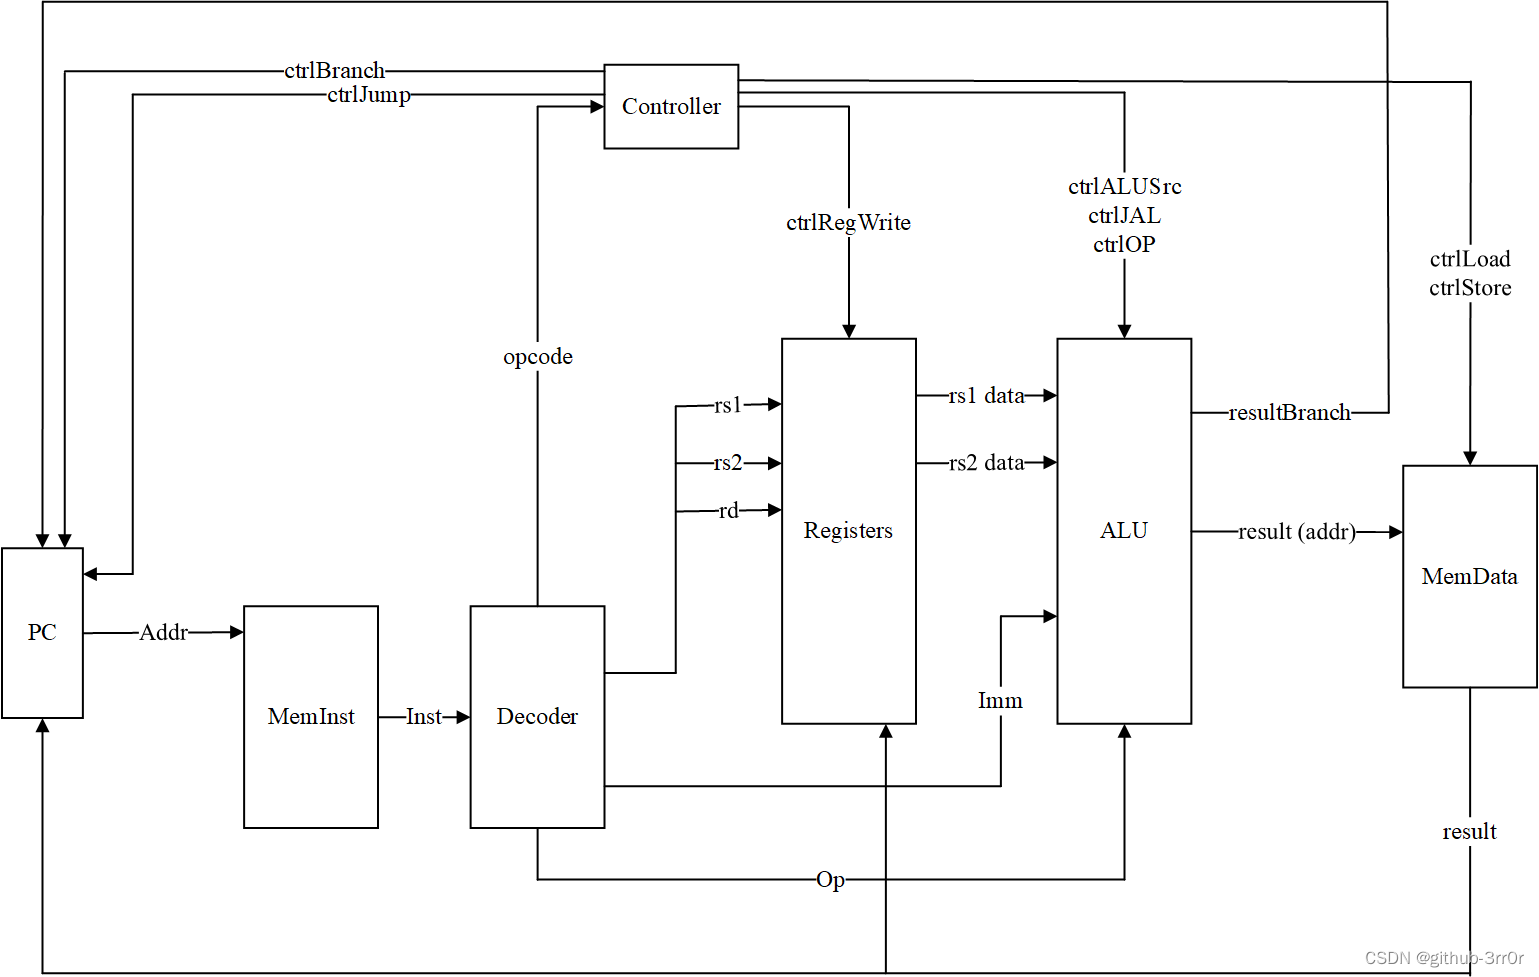 ctrlBranch
ctrlJump
Controller
ctrlALUSrc
ctrlJAL
ctrlOP
ctrlRegWrite
ctrlLoad
ctrlStore
opcode
rs1
rs1 data
resultBranch
rs2
rs2 data
rd
Registers
ALU
result (addr)
MemData
PC
Addr
MemInst
Inst
Decoder
Imm
result
Op
CSDN @github-3rr0r